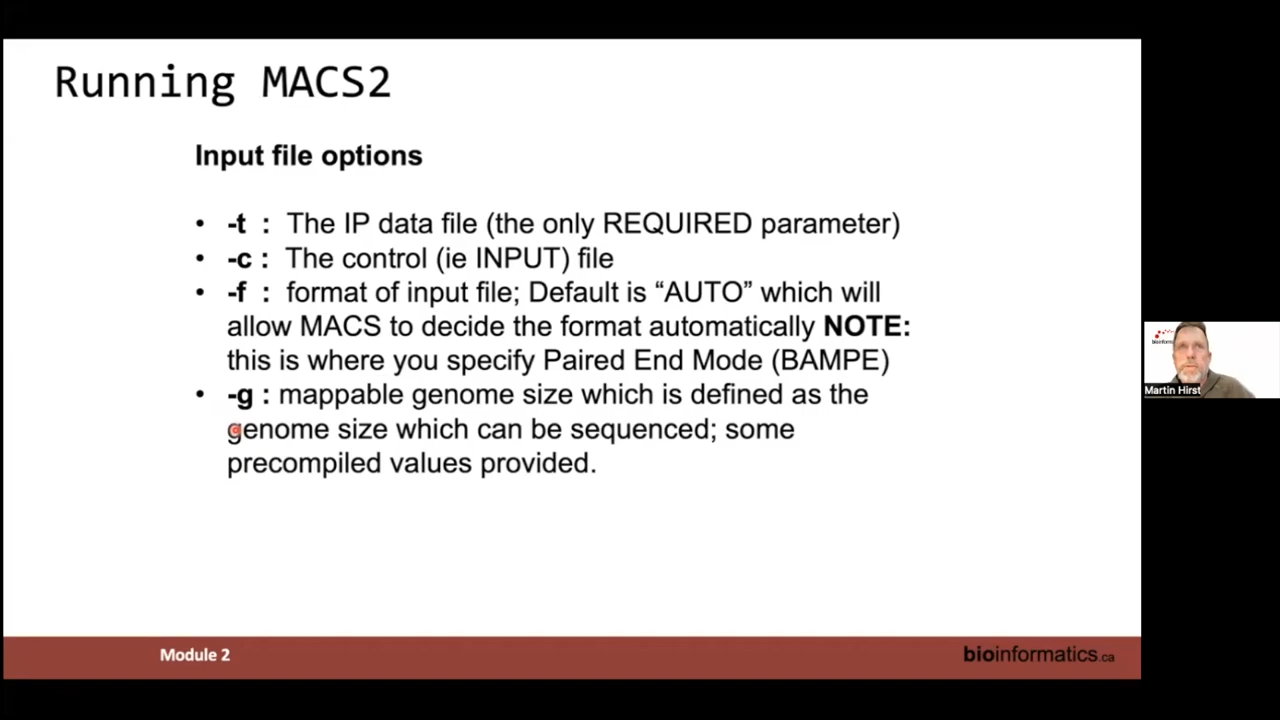 Running MACS2
Input file options
• -t : The IP data file (the only REQUIRED parameter)
• -c : The control (ie INPUT) file
• -f : format of input file; Default is “AUTO” which will
allow MACS to decide the format automatically NOTE:
this is where you specify Paired End Mode (BAMPE)
• -g : mappable genome size which is defined as the
genome size which can be sequenced; some
precompiled values provided.
Martin Hirst
Module 2
bioinformatics.ca